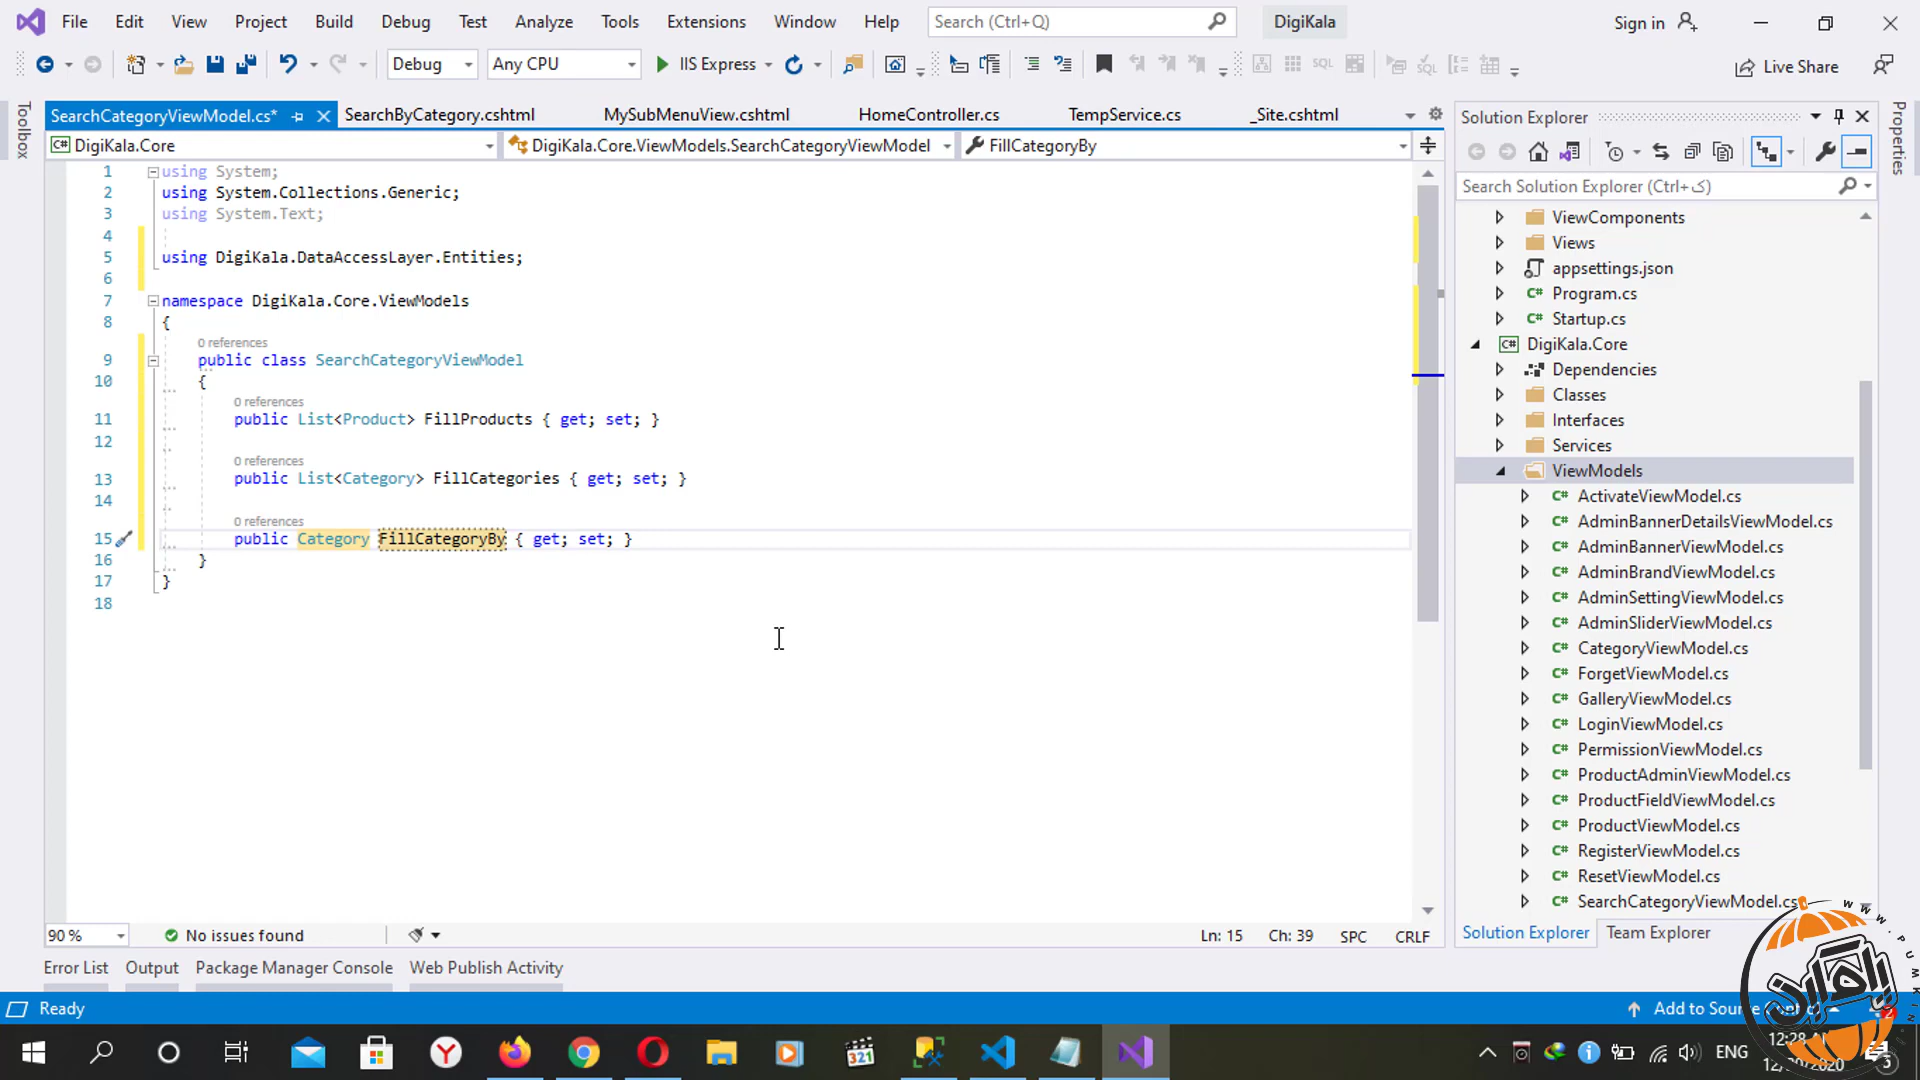 File Edit View Project Build Debug Test Analyze Tools Extensions Window Help Search (Ctrl+Q) DigiKala Sign in
Debug Any CPU IIS Express Live Share
Toolbox
SearchCategoryViewModel.cs* SearchByCategory.cshtml MySubMenuView.cshtml HomeController.cs TempService.cs _Site.cshtml
DigiKala.Core DigiKala.Core.ViewModels.SearchCategoryViewModel FillCategoryBy
1 using System;
2 using System.Collections.Generic;
3 using System.Text;
4
5 using DigiKala.DataAccessLayer.Entities;
6
7 namespace DigiKala.Core.ViewModels
8 {
0 references
9 public class SearchCategoryViewModel
10 {
0 references
11 public List<Product> FillProducts { get; set; }
12
0 references
13 public List<Category> FillCategories { get; set; }
14
0 references
15 public Category FillCategoryBy { get; set; }
16 }
17 }
18
90 % No issues found Ln: 15 Ch: 39 SPC CRLF
Error List Output Package Manager Console Web Publish Activity
Ready
Solution Explorer
Search Solution Explorer (Ctrl+ک)
ViewComponents
Views
appsettings.json
C# Program.cs
C# Startup.cs
C# DigiKala.Core
Dependencies
Classes
Interfaces
Services
ViewModels
C# ActivateViewModel.cs
C# AdminBannerDetailsViewModel.cs
C# AdminBannerViewModel.cs
C# AdminBrandViewModel.cs
C# AdminSettingViewModel.cs
C# AdminSliderViewModel.cs
C# CategoryViewModel.cs
C# ForgetViewModel.cs
C# GalleryViewModel.cs
C# LoginViewModel.cs
C# PermissionViewModel.cs
C# ProductAdminViewModel.cs
C# ProductFieldViewModel.cs
C# ProductViewModel.cs
C# RegisterViewModel.cs
C# ResetViewModel.cs
C# SearchCategoryViewModel.cs
Solution Explorer Team Explorer
Properties
Add to Source
321
ENG